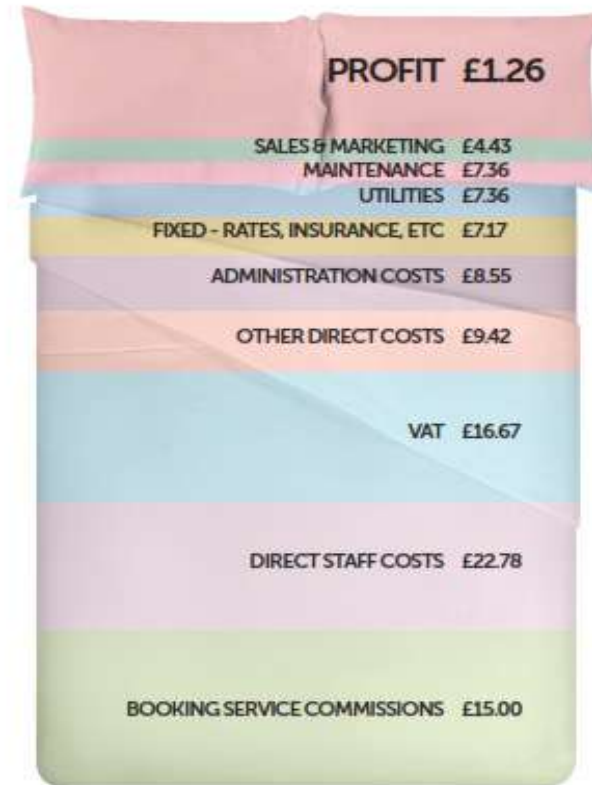 PROFIT £1.26
SALES & MARKETING £4.43
MAINTENANCE £7.36
UTILITIES £7.36
FIXED - RATES, INSURANCE, ETC £7.17
ADMINISTRATION COSTS £8.55
OTHER DIRECT COSTS £9.42
VAT £16.67
DIRECT STAFF COSTS £22.78
BOOKING SERVICE COMMISSIONS £15.00